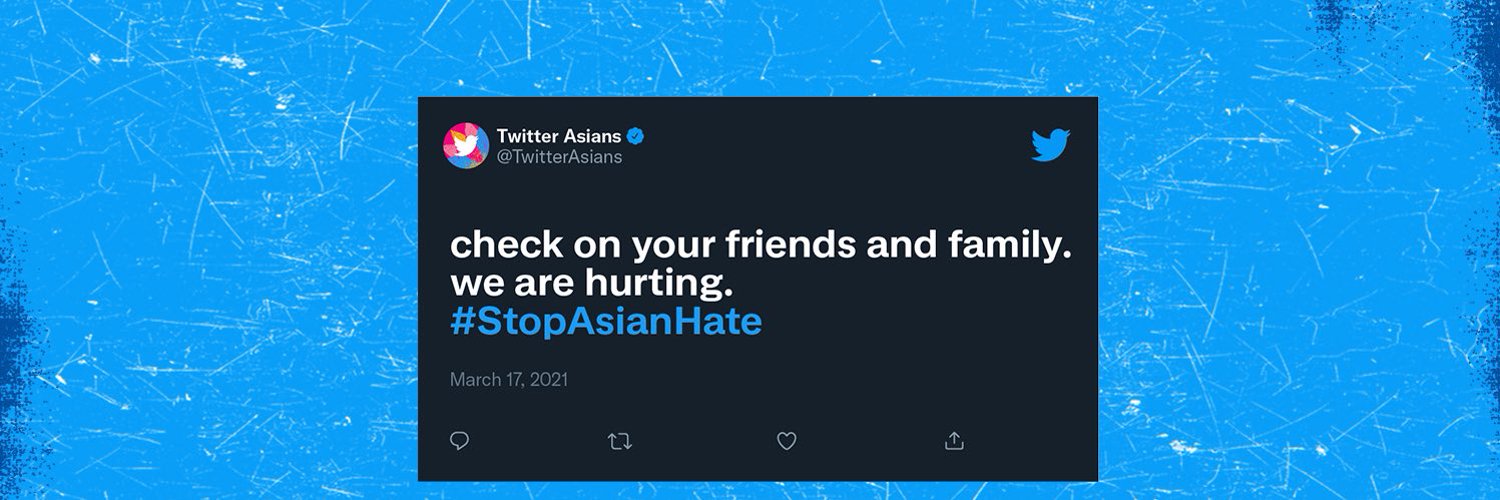 Twitter Asians
@TwitterAsians
check on your friends and family.
we are hurting.
#StopAsianHate
March 17, 2021